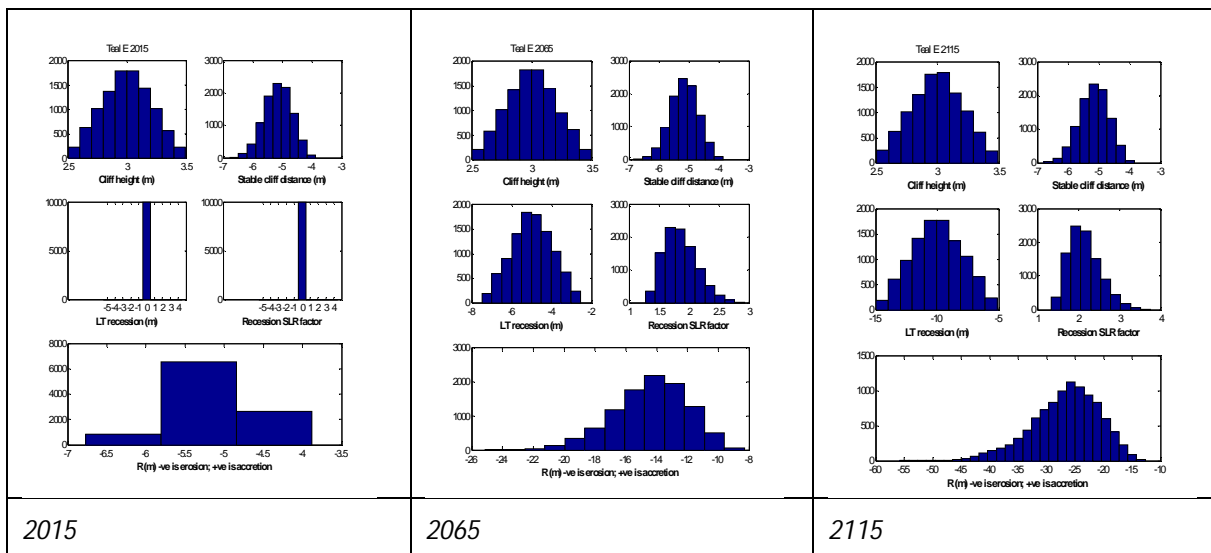 Teal E 2015
2000
1500
1000
500
0
2.5 3 3.5
Cliff height (m)
3000
2000
1000
0
-7 -6 -5 -4 -3
Stable cliff distance (m)
10000
5000
0
-5-4-3-2-1 0 1 2 3 4
LT recession (m)
10000
5000
0
-5-4-3-2-1 0 1 2 3 4
Recession SLR factor
8000
6000
4000
2000
0
-7 -6.5 -6 -5.5 -5 -4.5 -4 -3.5
R(m) -ve is erosion; +ve is accretion
2015
Teal E 2065
2000
1500
1000
500
0
2.5 3 3.5
Cliff height (m)
3000
2000
1000
0
-7 -6 -5 -4 -3
Stable cliff distance (m)
2000
1500
1000
500
0
-8 -6 -4 -2
LT recession (m)
3000
2000
1000
0
1 1.5 2 2.5 3
Recession SLR factor
3000
2000
1000
0
-26 -24 -22 -20 -18 -16 -14 -12 -10 -8
R(m) -ve is erosion; +ve is accretion
2065
Teal E 2115
2000
1500
1000
500
0
2.5 3 3.5
Cliff height (m)
3000
2000
1000
0
-7 -6 -5 -4 -3
Stable cliff distance (m)
2000
1500
1000
500
0
-15 -10 -5
LT recession (m)
3000
2000
1000
0
1 2 3 4
Recession SLR factor
1500
1000
500
0
-60 -55 -50 -45 -40 -35 -30 -25 -20 -15 -10
R(m) -ve is erosion; +ve is accretion
2115